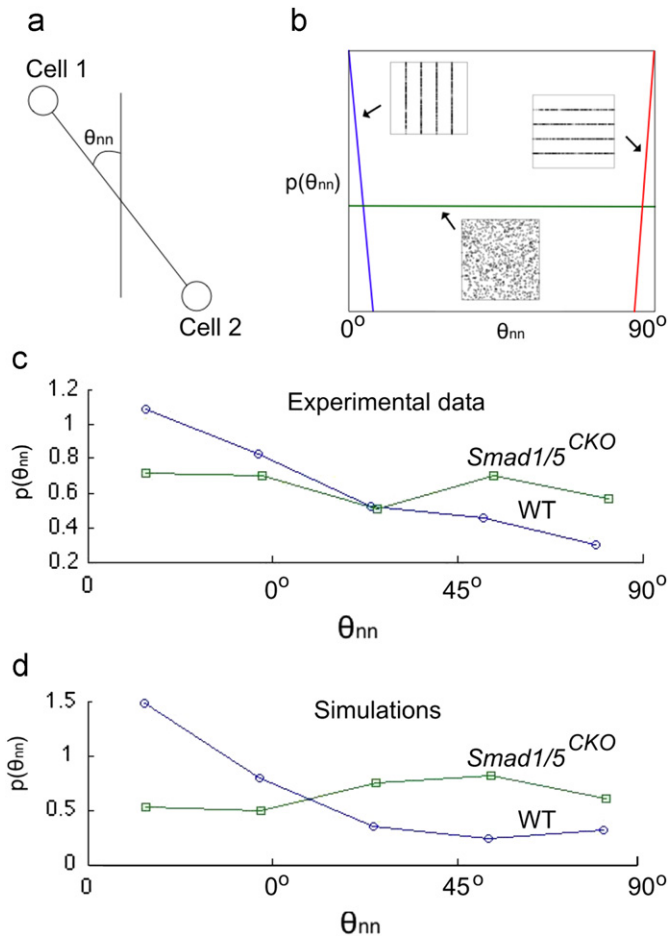 a
Cell 1
θnn
Cell 2
b
p(θnn)
0o
θnn
90o
c
Experimental data
1.2
1
0.8
0.6
0.4
0.2
p(θnn)
Smad1/5CKO
WT
0
0o
45o
90o
θnn
d
Simulations
1.5
1
0.5
0
p(θnn)
Smad1/5CKO
WT
0
0o
45o
90o
θnn